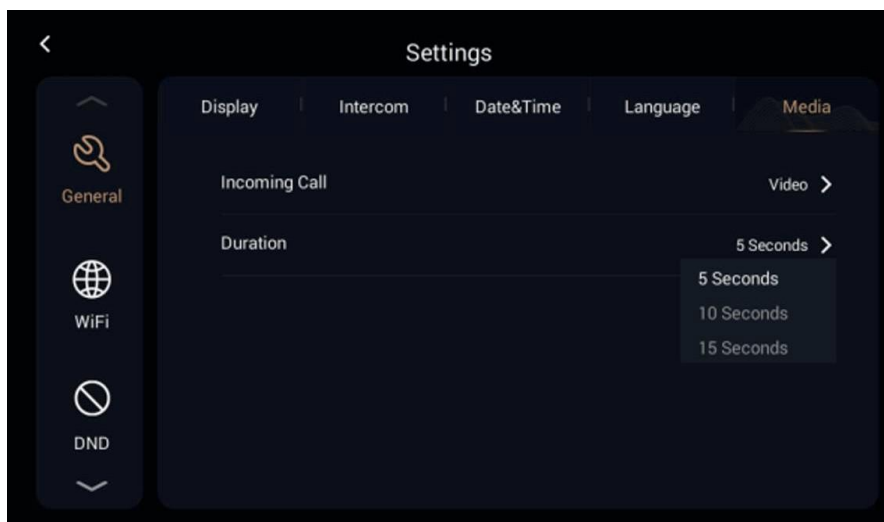 Settings
Display Intercom Date&Time Language Media
General
Incoming Call Video
Duration 5 Seconds
5 Seconds
10 Seconds
15 Seconds
WiFi
DND